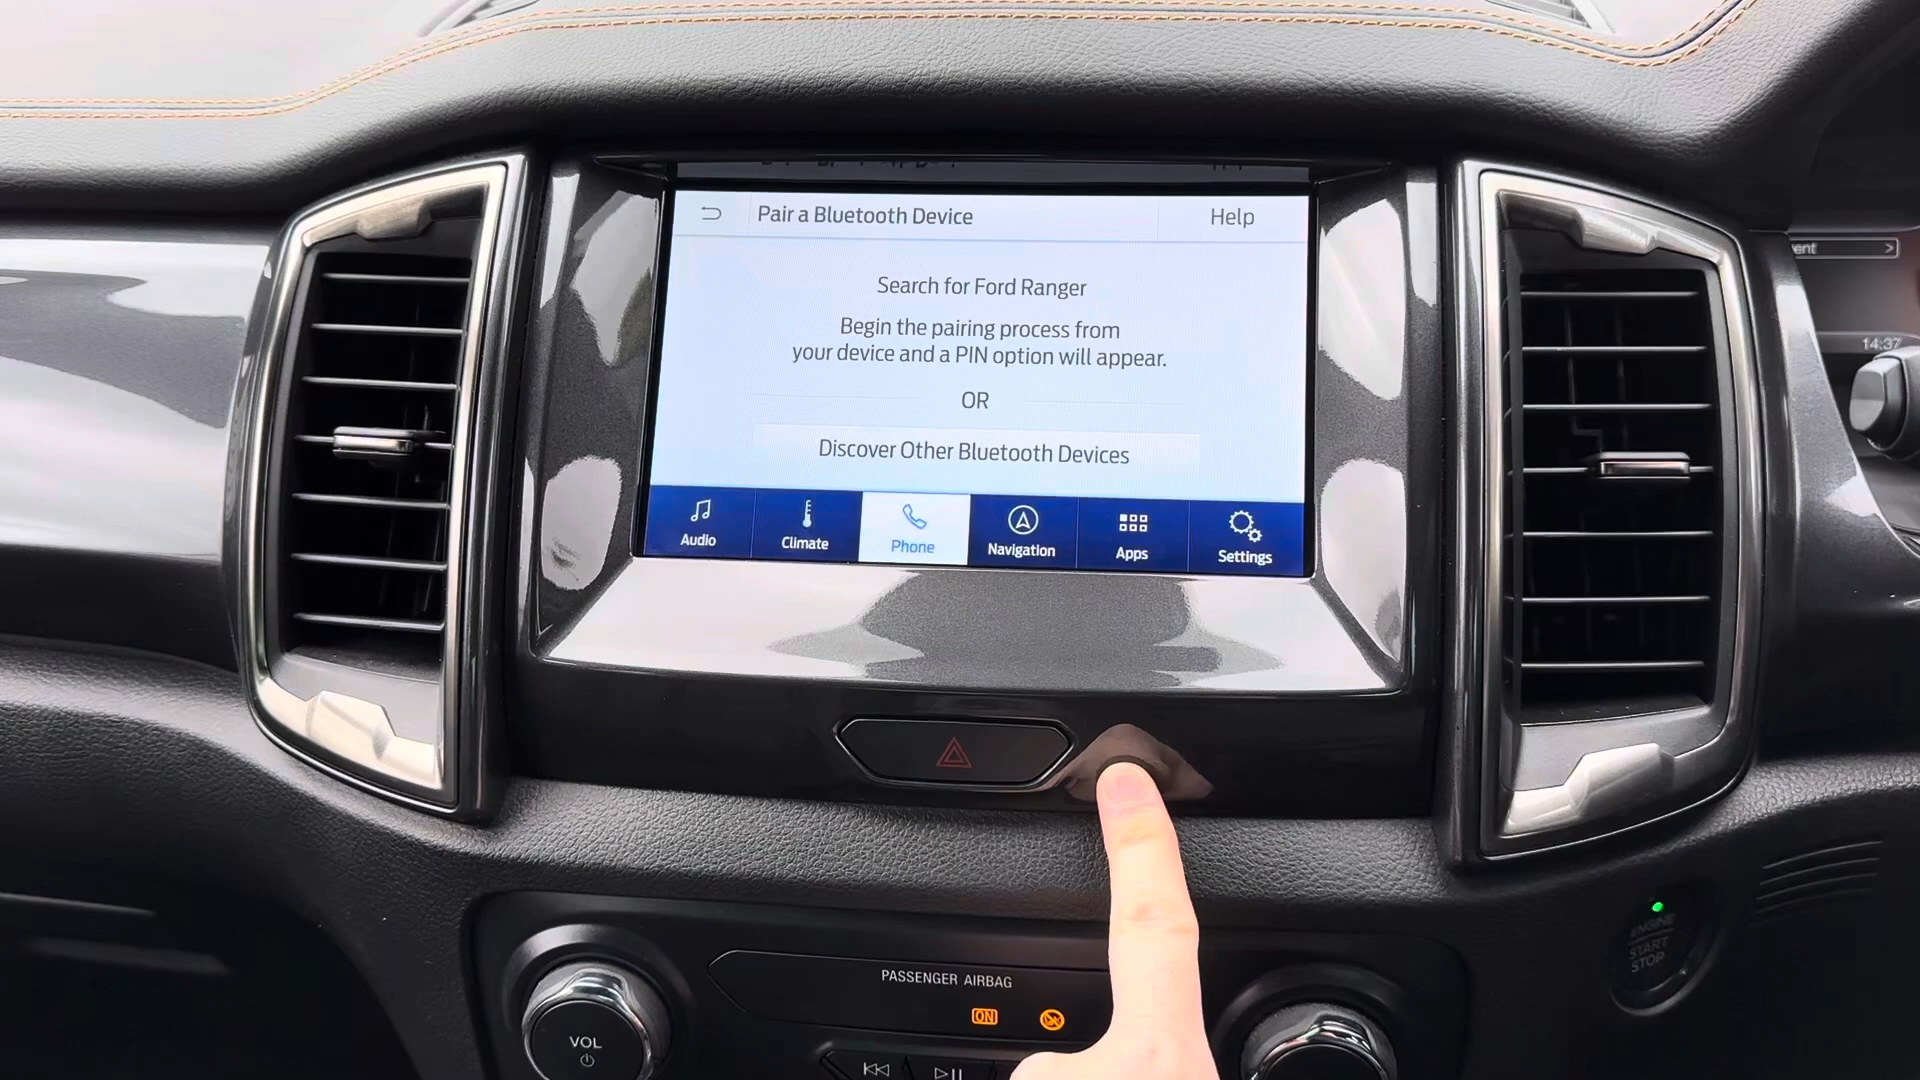 Pair a Bluetooth Device
Help
Search for Ford Ranger
Begin the pairing process from
your device and a PIN option will appear.
OR
Discover Other Bluetooth Devices
Audio
Climate
Phone
Navigation
Apps
Settings
ent >
14:37
PASSENGER AIRBAG
ON
VOL
ENGINE
START
STOP